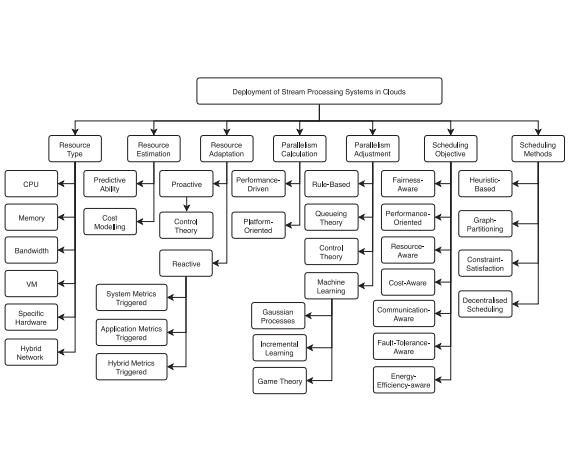 Deployment of Stream Processing Systems in Clouds
Resource
Type
Resource
Estimation
Resource
Adaptation
Parallelism
Calculation
Parallelism
Adjustment
Scheduling
Objective
Scheduling
Methods
CPU
Memory
Bandwidth
VM
Specific
Hardware
Hybrid
Network
Predictive
Ability
Cost
Modelling
Proactive
Control
Theory
Reactive
System Metrics
Triggered
Application Metrics
Triggered
Hybrid Metrics
Triggered
Performance-
Driven
Platform-
Oriented
Rule-Based
Queueing
Theory
Control
Theory
Machine
Learning
Gaussian
Processes
Incremental
Learning
Game Theory
Fairness-
Aware
Performance-
Oriented
Resource-
Aware
Cost-Aware
Communication-
Aware
Fault-Tolerance-
Aware
Energy-
Efficiency-aware
Heuristic-
Based
Graph-
Partitioning
Constraint-
Satisfaction
Decentralised
Scheduling